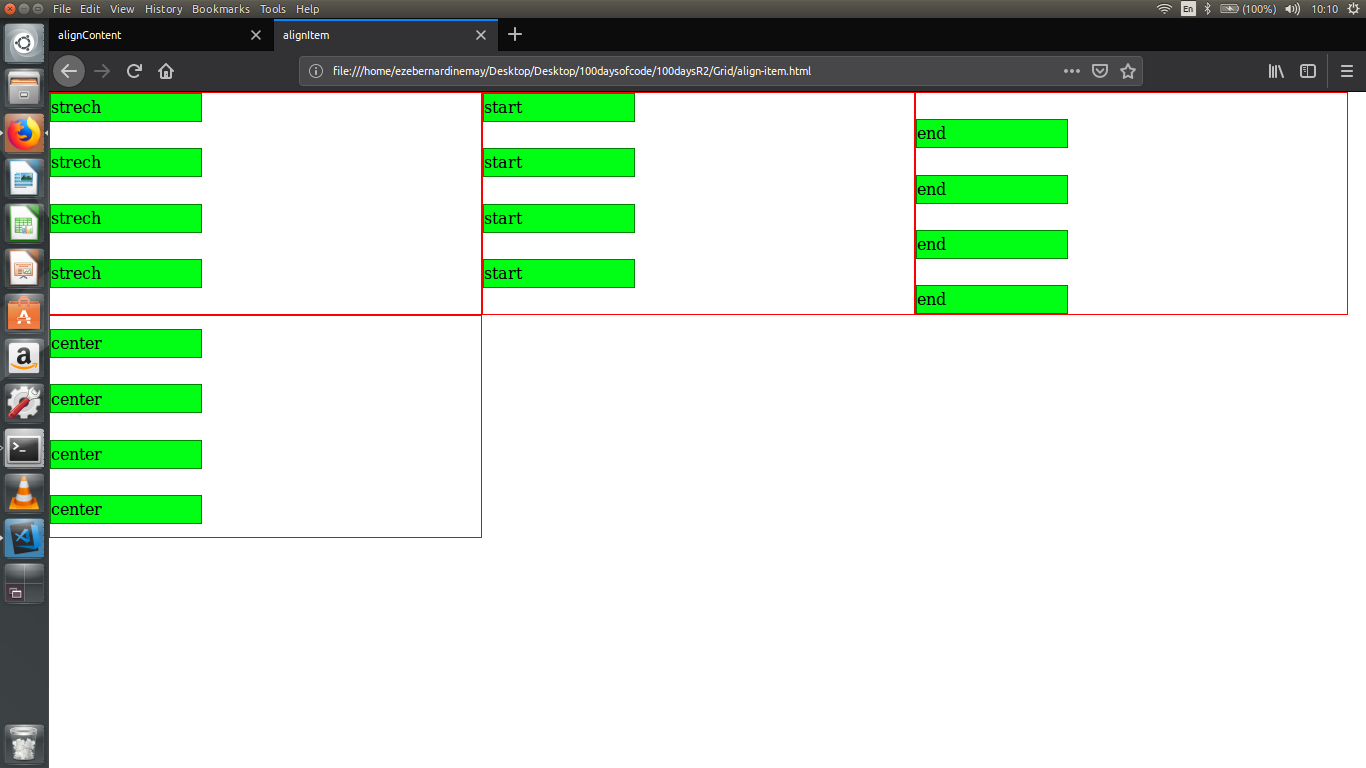 File Edit View History Bookmarks Tools Help
En (100%) 10:10
alignContent
alignItem
file:///home/ezebernardinemay/Desktop/Desktop/100daysofcode/100daysR2/Grid/align-item.html
strech
strech
strech
strech
start
start
start
start
end
end
end
end
center
center
center
center